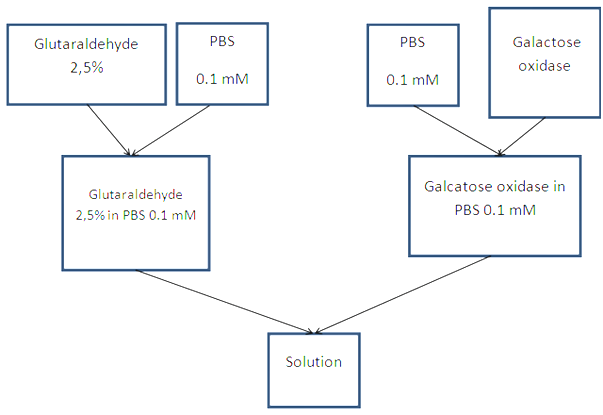 Glutaraldehyde
2,5%
PBS
0.1 mM
PBS
0.1 mM
Galactose
oxidase
Glutaraldehyde
2,5% in PBS 0.1 mM
Galcatose oxidase in
PBS 0.1 mM
Solution